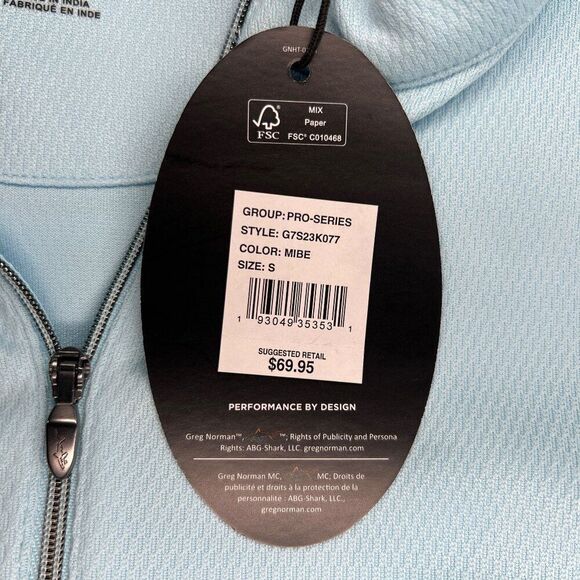 IN INDIA
FABRIQUÉ EN INDE
MIX
Paper
FSC® C010468
FSC
GROUP: PRO-SERIES
STYLE: G7S23K077
COLOR: MIBE
SIZE: S
1 93049 35353 1
SUGGESTED RETAIL
$69.95
PERFORMANCE BY DESIGN
Greg Norman™, ™; Rights of Publicity and Persona
Rights: ABG-Shark, LLC. gregnorman.com
Greg Norman MC, MC; Droits de
publicité et droits à la protection de la
personnalité : ABG-Shark, LLC.,
gregnorman.com